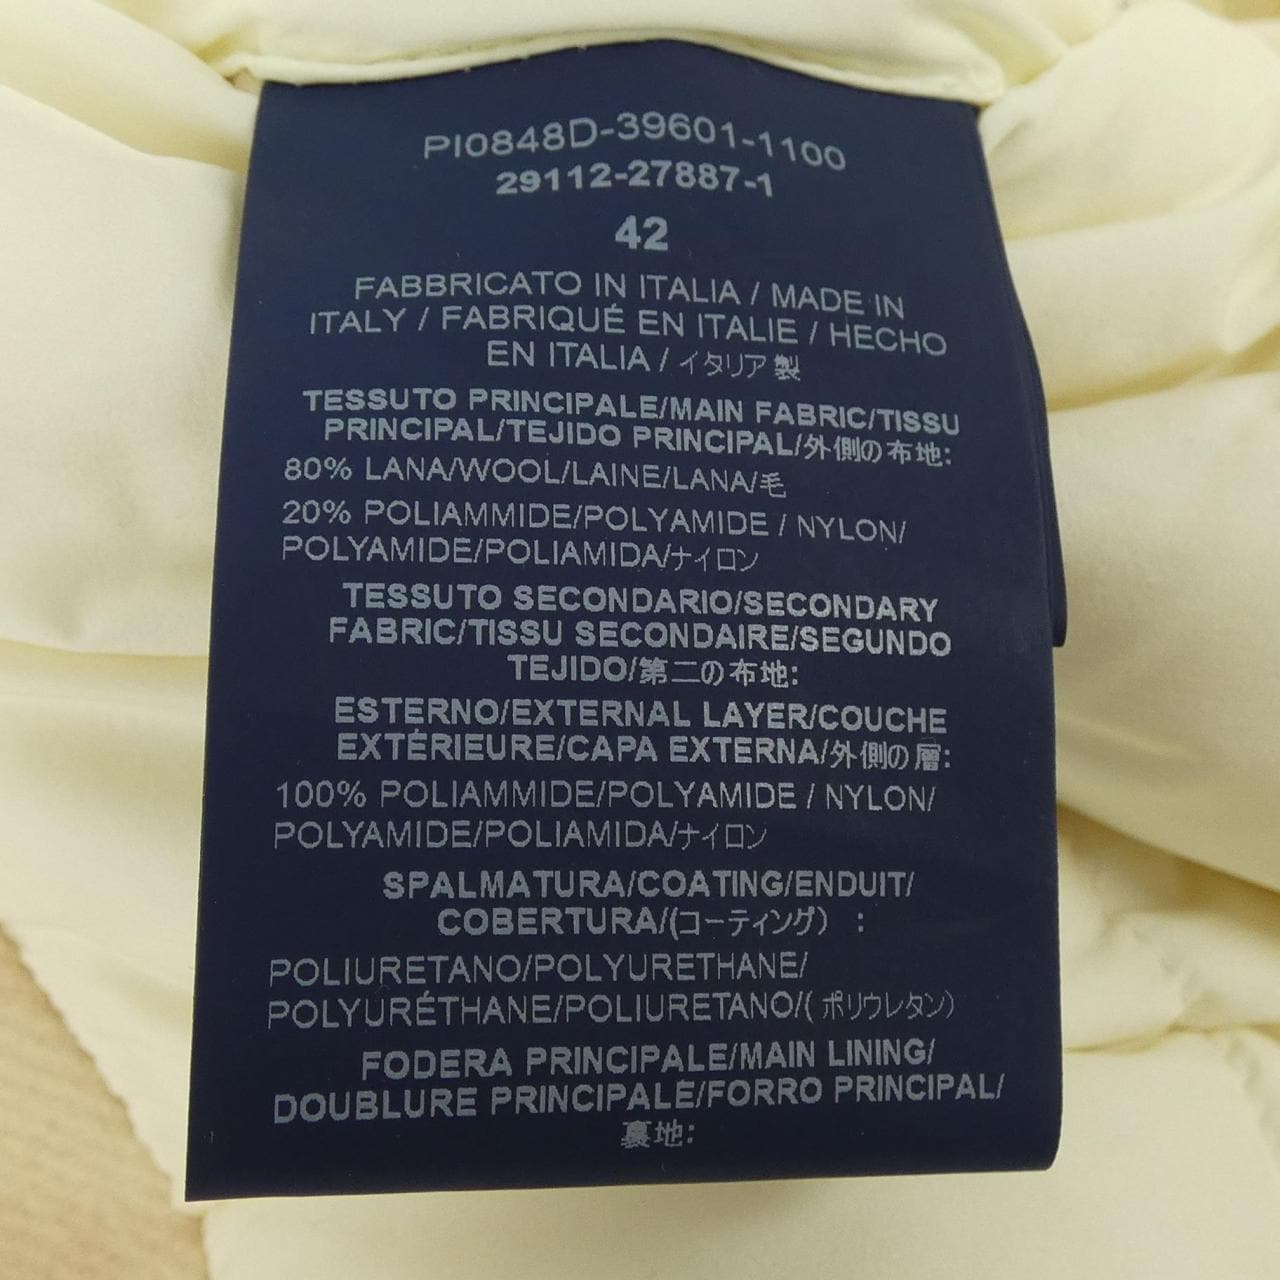 PI0848D-39601-1100
29112-27887-1
42
FABBRICATO IN ITALIA / MADE IN
ITALY / FABRIQUÉ EN ITALIE / HECHO
EN ITALIA / イタリア製
TESSUTO PRINCIPALE/MAIN FABRIC/TISSU
PRINCIPAL/TEJIDO PRINCIPAL/外側の布地:
80% LANA/WOOL/LAINE/LANA/毛
20% POLIAMMIDE/POLYAMIDE / NYLON/
POLYAMIDE/POLIAMIDA/ナイロン
TESSUTO SECONDARIO/SECONDARY
FABRIC/TISSU SECONDAIRE/SEGUNDO
TEJIDO/第二の布地:
ESTERNO/EXTERNAL LAYER/COUCHE
EXTÉRIEURE/CAPA EXTERNA/外側の層:
100% POLIAMMIDE/POLYAMIDE / NYLON/
POLYAMIDE/POLIAMIDA/ナイロン
SPALMATURA/COATING/ENDUIT/
COBERTURA/(コーティング) :
POLIURETANO/POLYURETHANE/
POLYURÉTHANE/POLIURETANO/( ポリウレタン)
FODERA PRINCIPALE/MAIN LINING/
DOUBLURE PRINCIPALE/FORRO PRINCIPAL/
裏地: